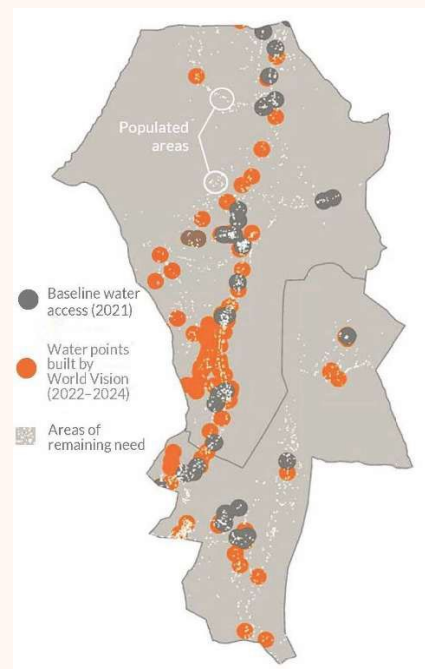 Populated
areas
Baseline water
access (2021)
Water points
built by
World Vision
(2022–2024)
Areas of
remaining need